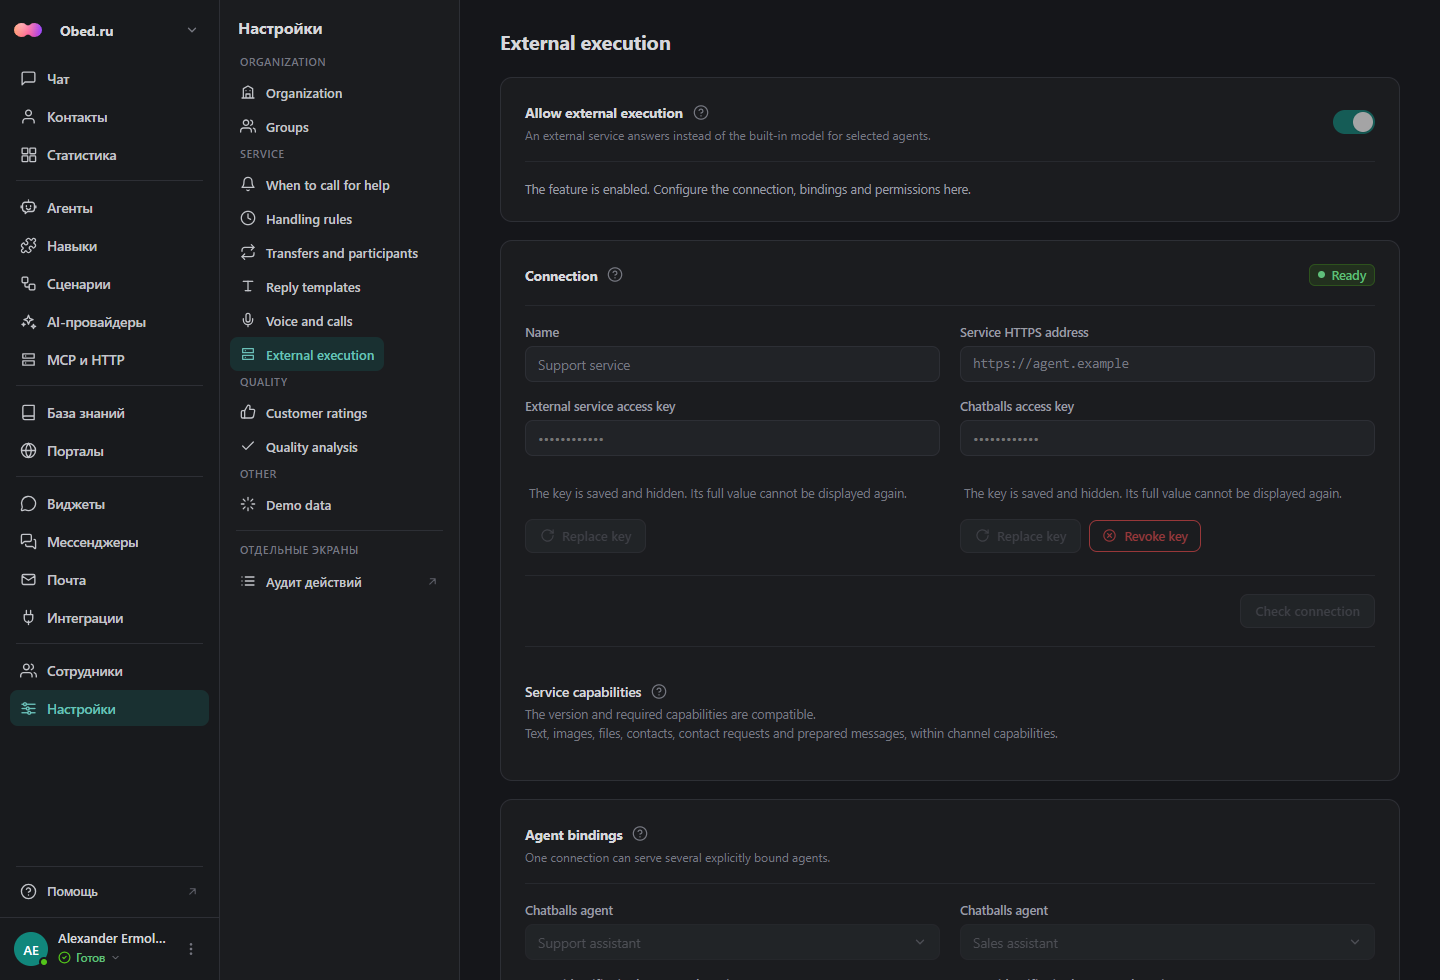 Obed.ru
Чат
Контакты
Статистика
Агенты
Навыки
Сценарии
AI-провайдеры
MCP и HTTP
База знаний
Порталы
Виджеты
Мессенджеры
Почта
Интеграции
Сотрудники
Настройки
Помощь
AE
Alexander Ermol...
Готов
Настройки
ORGANIZATION
Organization
Groups
SERVICE
When to call for help
Handling rules
Transfers and participants
Reply templates
Voice and calls
External execution
QUALITY
Customer ratings
Quality analysis
OTHER
Demo data
ОТДЕЛЬНЫЕ ЭКРАНЫ
Аудит действий
External execution
Allow external execution
An external service answers instead of the built-in model for selected agents.
The feature is enabled. Configure the connection, bindings and permissions here.
Connection
Ready
Name
Service HTTPS address
Support service
https://agent.example
External service access key
Chatballs access key
••••••••••••
••••••••••••
The key is saved and hidden. Its full value cannot be displayed again.
The key is saved and hidden. Its full value cannot be displayed again.
Replace key
Replace key
Revoke key
Check connection
Service capabilities
The version and required capabilities are compatible.
Text, images, files, contacts, contact requests and prepared messages, within channel capabilities.
Agent bindings
One connection can serve several explicitly bound agents.
Chatballs agent
Chatballs agent
Support assistant
Sales assistant